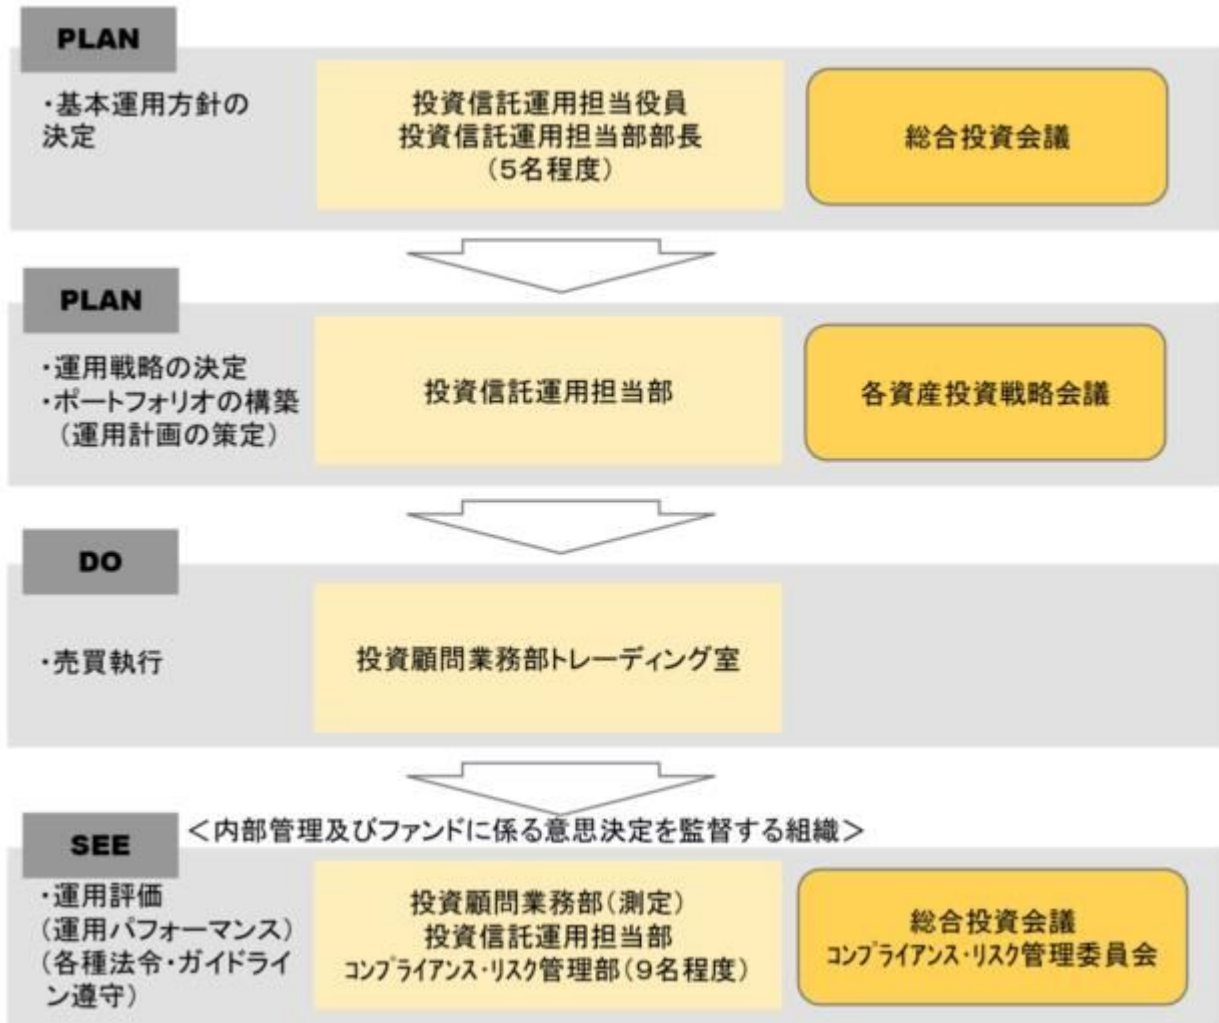 PLAN
・基本運用方針の
決定
投資信託運用担当役員
投資信託運用担当部部長
(5名程度)
総合投資会議
PLAN
・運用戦略の決定
・ポートフォリオの構築
(運用計画の策定)
投資信託運用担当部
各資産投資戦略会議
DO
・売買執行
投資顧問業務部トレーディング室
SEE
＜内部管理及びファンドに係る意思決定を監督する組織＞
・運用評価
(運用パフォーマンス)
(各種法令・ガイドライ
ン遵守)
投資顧問業務部(測定)
投資信託運用担当部
コンプライアンス・リスク管理部(9名程度)
総合投資会議
コンプライアンス・リスク管理委員会